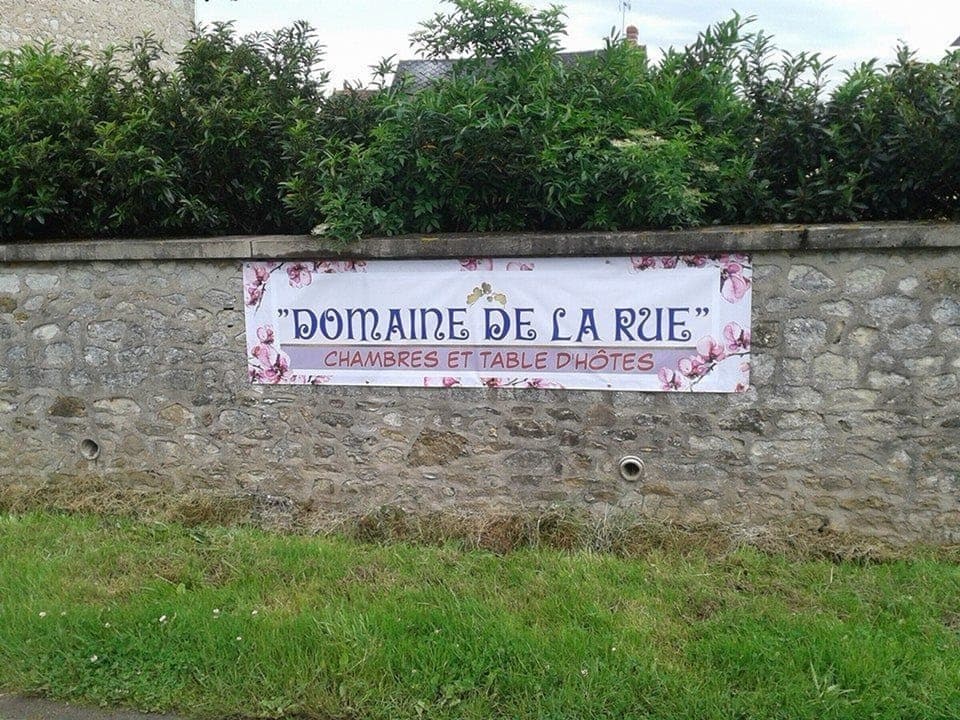 "DOMAINE DE LA RUE"
CHAMBRES ET TABLE D'HÔTES